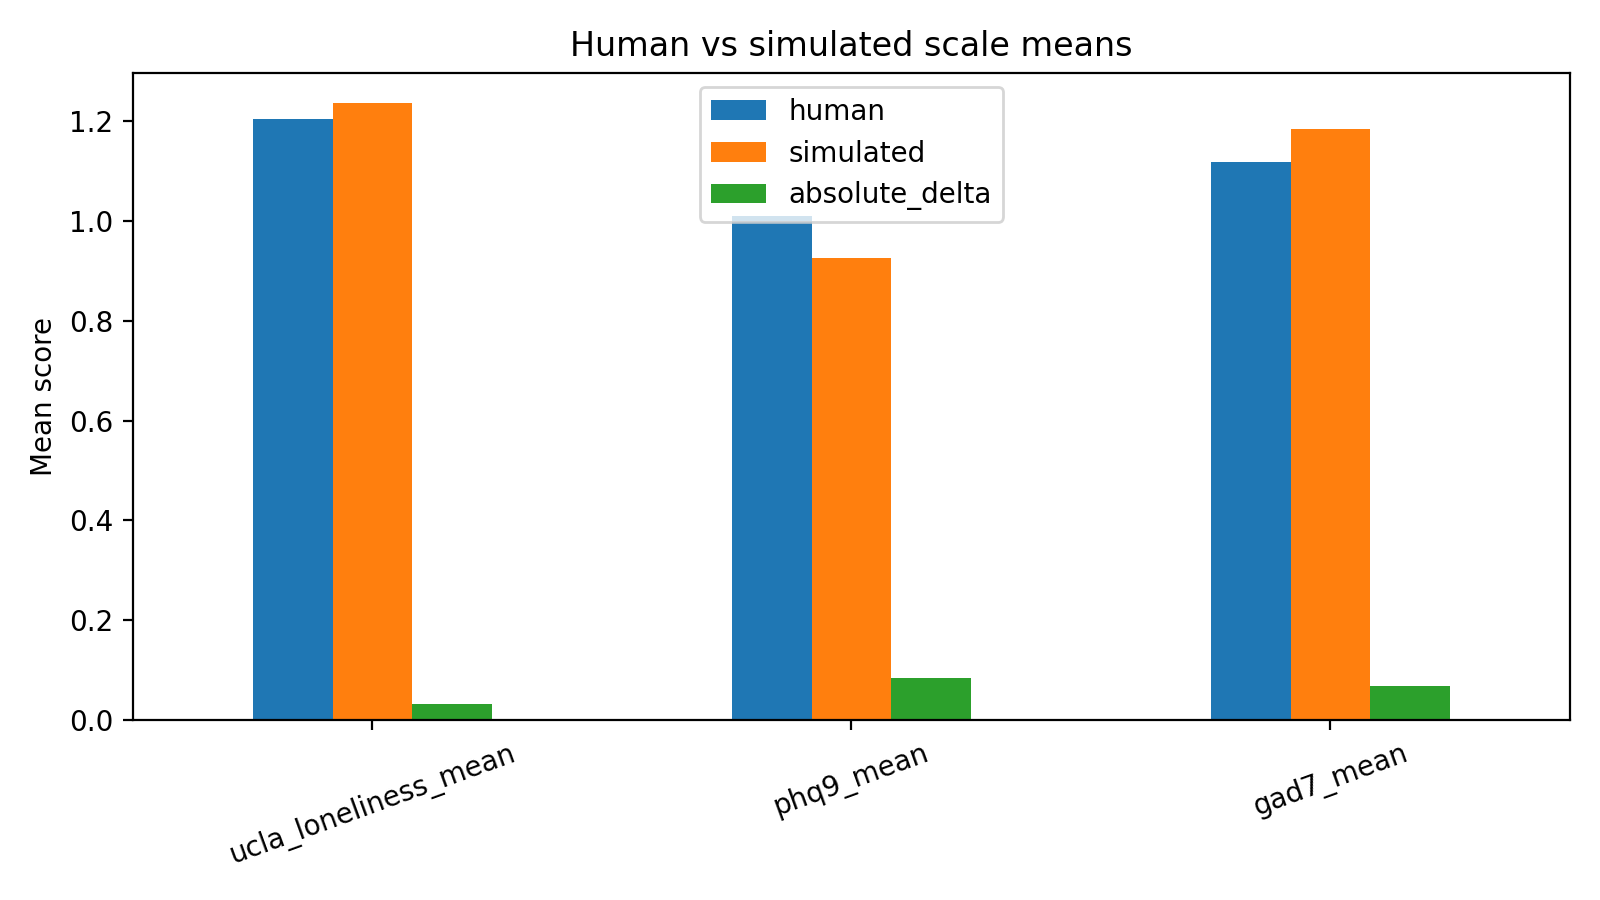 Human vs simulated scale means
human
simulated
absolute_delta
Mean score
1.2
1.0
0.8
0.6
0.4
0.2
0.0
ucla_loneliness_mean
phq9_mean
gad7_mean